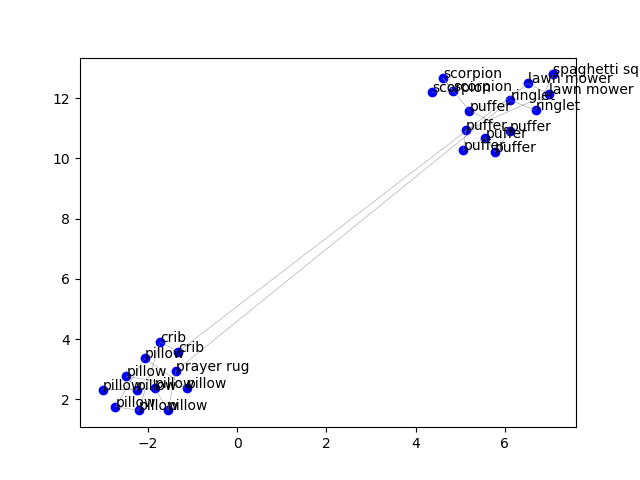 spaghetti sq
scorpion
lawn mower
scorpion
scorpion
lawn mower
ringlet
ringlet
puffer
puffer
puffer
puffer
puffer
puffer
12
10
8
6
4
2
crib
crib
pillow
prayer rug
pillow
pillow
pillow
pillow
pillow
pillow
pillow
pillow
−2
0
2
4
6